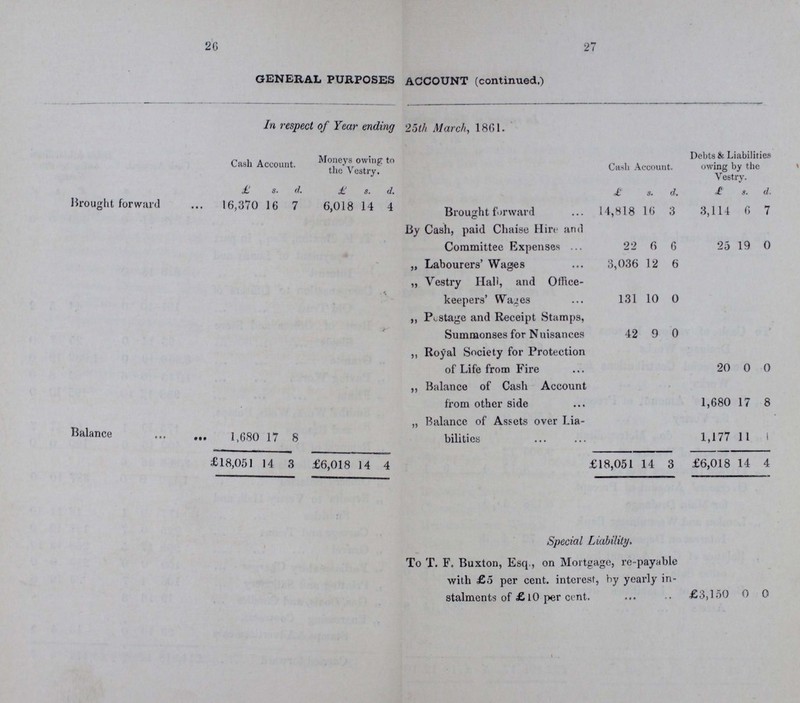 26
GENERAL PURPOSES
In respect of Year ending
Cash Account. Moneys owing to the Vestry.
£ s. d. £ s. d.
Brought forward ... 16,370 16 7 6,018 14 4
Balance ... ... 1,680 17 8
£18,051 14 3 £6,018 14 4
27
ACCOUNT (continued.)
25th March, 1861.
Cash Account. Debts & Liabilities owing by the Vestry.
£ s. d. £ s. d.
Brought forward ... 14,818 16 3 3,114 6 7
By Cash, paid Chaise Hire and
Committee Expenses ... 22 6 6 25 19 0
„ Labourers' Wages ... 3,036 12 6
„ Vestry Hall, and Office-
keepers' Wages ... 131 10 0
„ Postage and Receipt Stamps,
Summonses for Nuisances 42 9 0
„ Royal Society for Protection
of Life from Fire ... 20 0 0
„ Balance of Cash Account
from other side ... 1,680 17 8
„ Balance of Assets over Lia-
bilities ... ... 1,177 11
£18,051 14 3 £6,018 14 4
Special Liability.
To T. F. Buxton, Esq., on Mortgage, re-payable
with £5 per cent. interest, by yearly in-
stalments of £10 per cent. ... .. £3,150 0 0